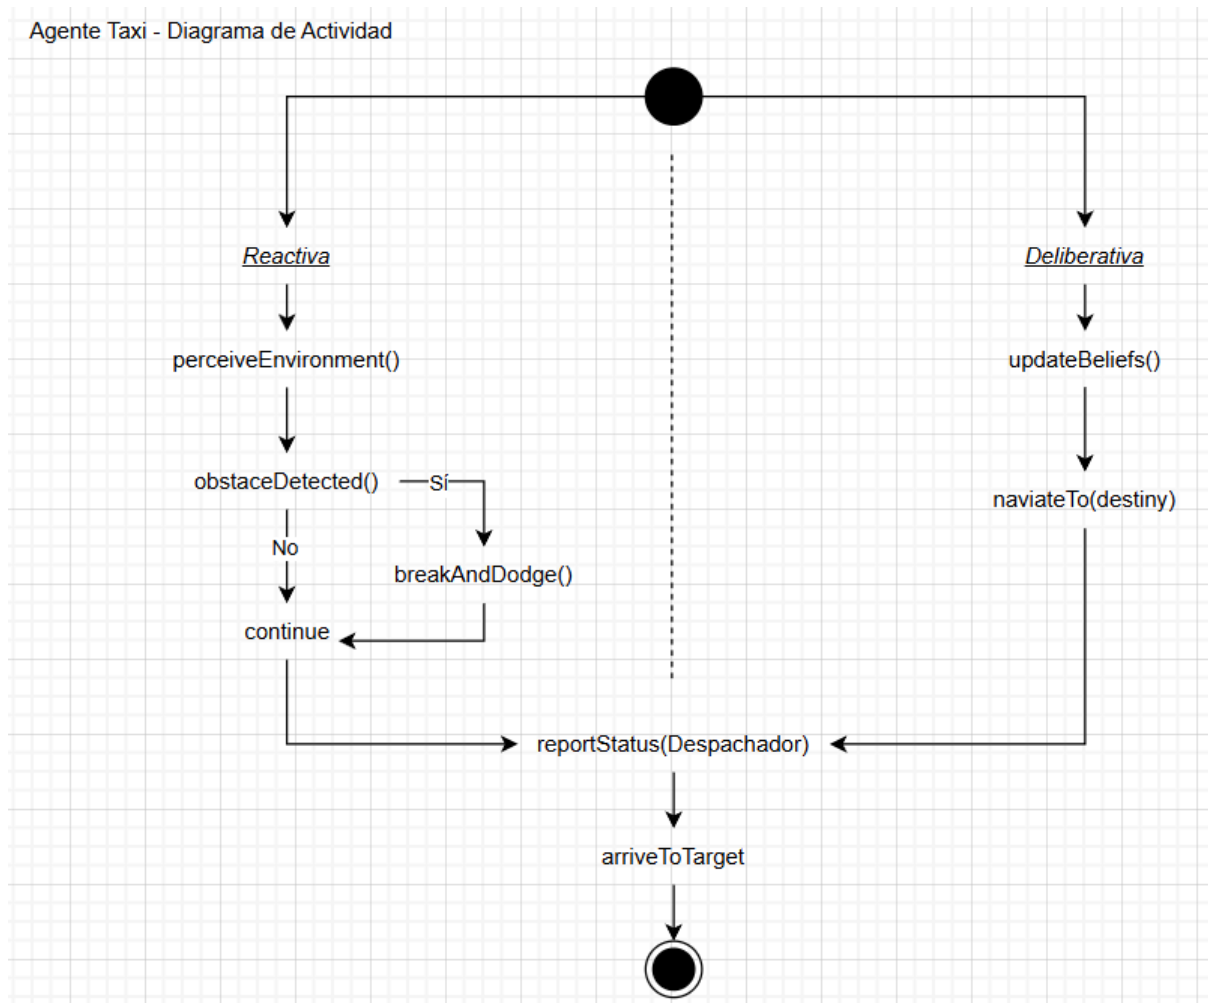 Agente Taxi - Diagrama de Actividad
Reactiva
Deliberativa
perceiveEnvironment()
updateBeliefs()
obstaceDetected()
Sí
naviateTo(destiny)
No
breakAndDodge()
continue
reportStatus(Despachador)
arriveToTarget